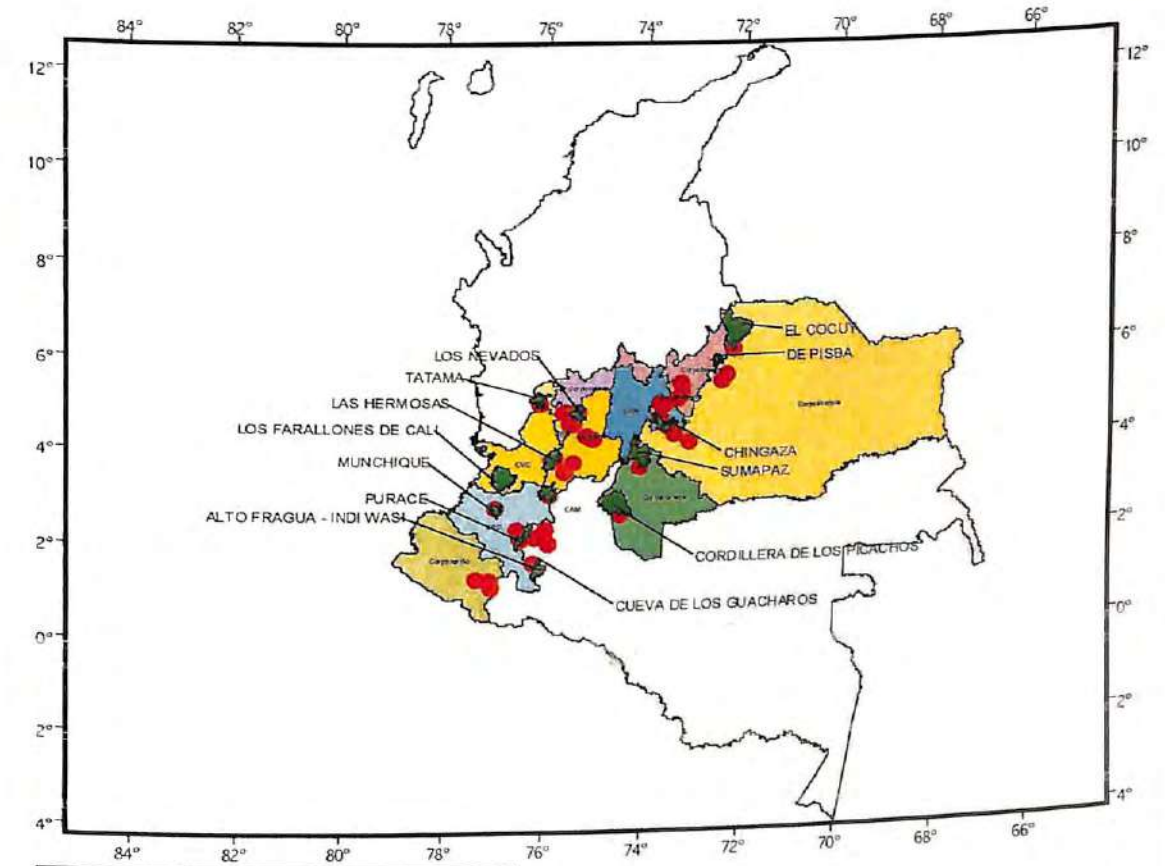 84° 82° 80° 78° 76° 74° 72° 70° 68° 66°
12° 12°
10° 10°
8° 8°
6° 6°
4° 4°
2° 2°
0° 0°
2° 2°
4° 4°
EL COCUY
DE PISBA
LOS NEVADOS
TATAMA
LAS HERMOSAS
LOS FARALLONES DE CALI
MUNCHIQUE
PURACE
ALTO FRAGUA - INDI WASI
CHINGAZA
SUMAPAZ
CORDILLERA DE LOS PICACHOS
CUEVA DE LOS GUACHAROS
CVC
CAM
Corponariño
84° 82° 80° 78° 76° 74° 72° 70° 68° 66°